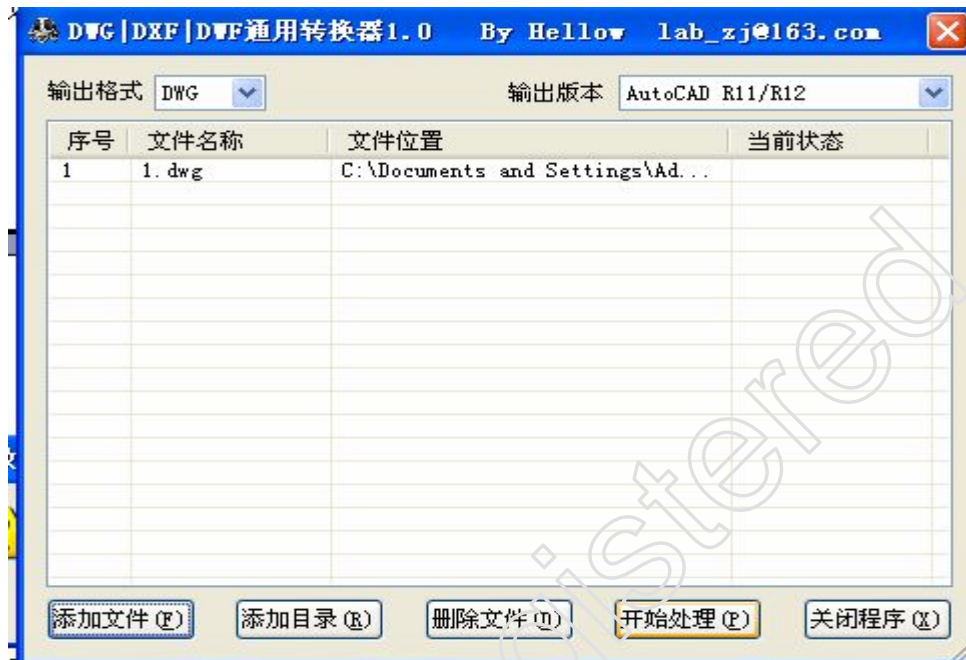 DWG|DXF|DWF通用转换器1.0 By Hellow lab_zj@163.com
输出格式 DWG 输出版本 AutoCAD R11/R12
序号 文件名称 文件位置 当前状态
1 1.dwg C:\Documents and Settings\Ad...
添加文件(F) 添加目录(R) 删除文件(D) 开始处理(P) 关闭程序(X)
gistered